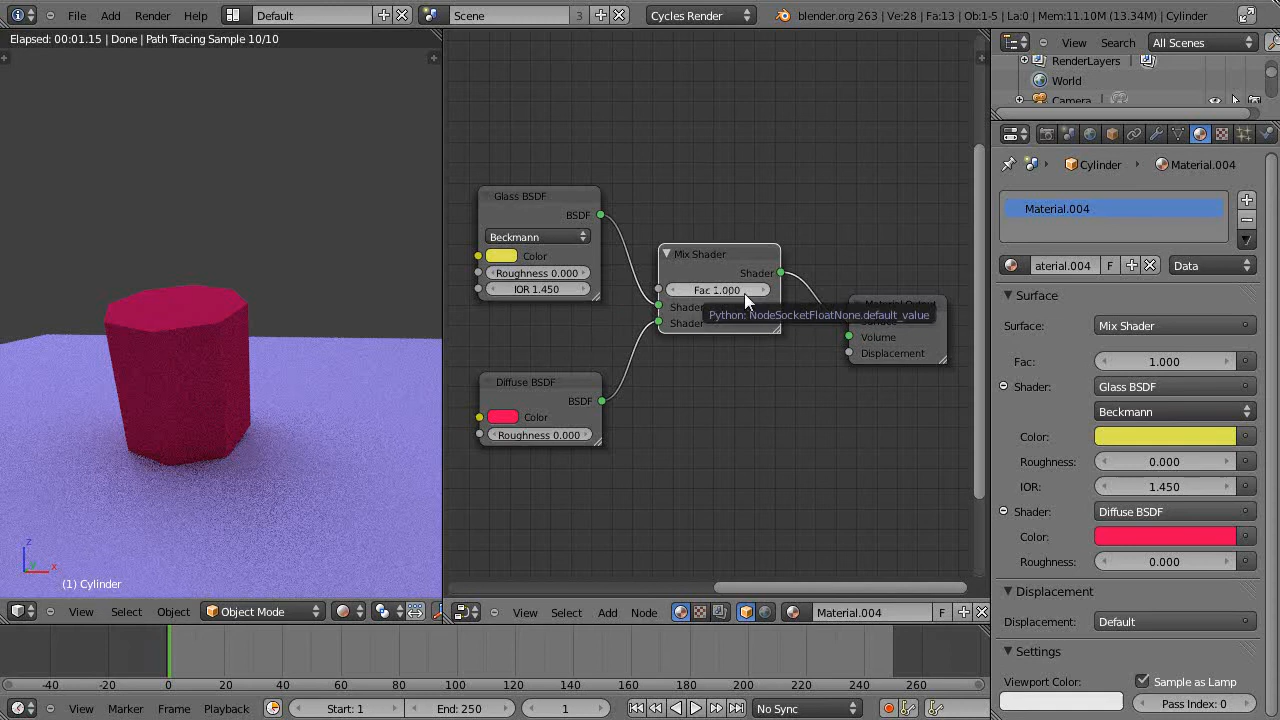 File Add Render Help
Default
Scene 3
Cycles Render
blender.org 263 | Ve:28 | Fa:13 | Ob:1-5 | La:0 | Mem:11.10M (13.34M) | Cylinder
Elapsed: 00:01.15 | Done | Path Tracing Sample 10/10
View Search All Scenes
RenderLayers
World
Camera
Cylinder Material.004
Material.004
aterial.004 F Data
Glass BSDF
BSDF
Beckmann
Color
Roughness 0.000
IOR 1.450
Mix Shader
Shader
Fac 1.000
Shader
Shader
Python: NodeSocketFloatNone.default_value
Volume
Displacement
Diffuse BSDF
BSDF
Color
Roughness 0.000
Surface
Surface: Mix Shader
Fac: 1.000
Shader: Glass BSDF
Beckmann
Color:
Roughness: 0.000
IOR: 1.450
Shader: Diffuse BSDF
Color:
Roughness: 0.000
Displacement
Displacement: Default
Settings
Viewport Color: Sample as Lamp
Pass Index: 0
z
y
x
(1) Cylinder
View Select Object Object Mode
View Select Add Node Material.004 F
-40 -20 0 20 40 60 80 100 120 140 160 180 200 220 240 260
View Marker Frame Playback Start: 1 End: 250 1 No Sync